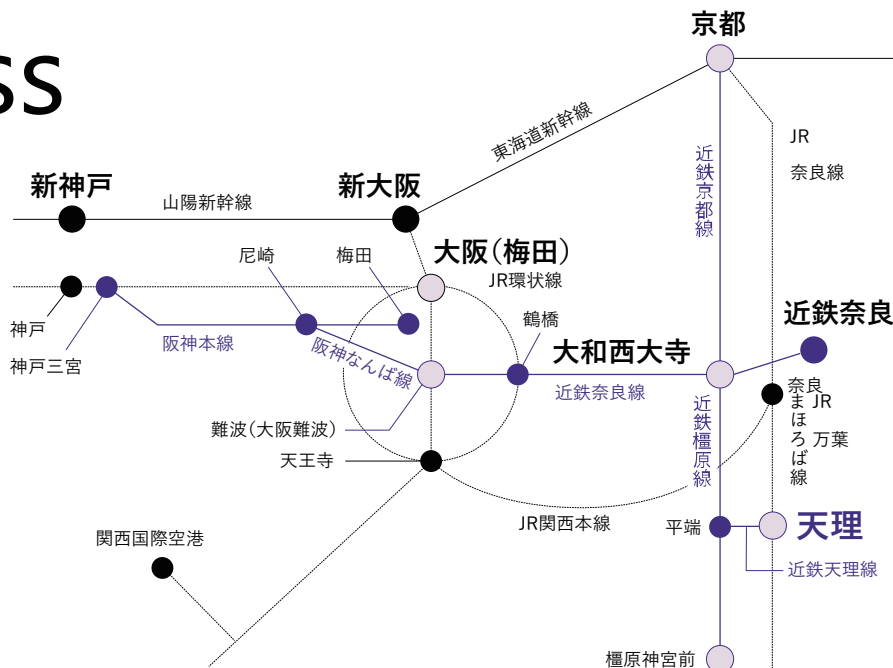 ss
京都
東海道新幹線
JR
奈良線
近鉄京都線
新神戸
山陽新幹線
新大阪
大阪(梅田)
JR環状線
尼崎
梅田
鶴橋
近鉄奈良
神戸
神戸三宮
阪神本線
阪神なんば線
大和西大寺
近鉄奈良線
奈良
JR
万葉
まほろば線
近鉄橿原線
難波(大阪難波)
天王寺
JR関西本線
平端
天理
近鉄天理線
関西国際空港
橿原神宮前